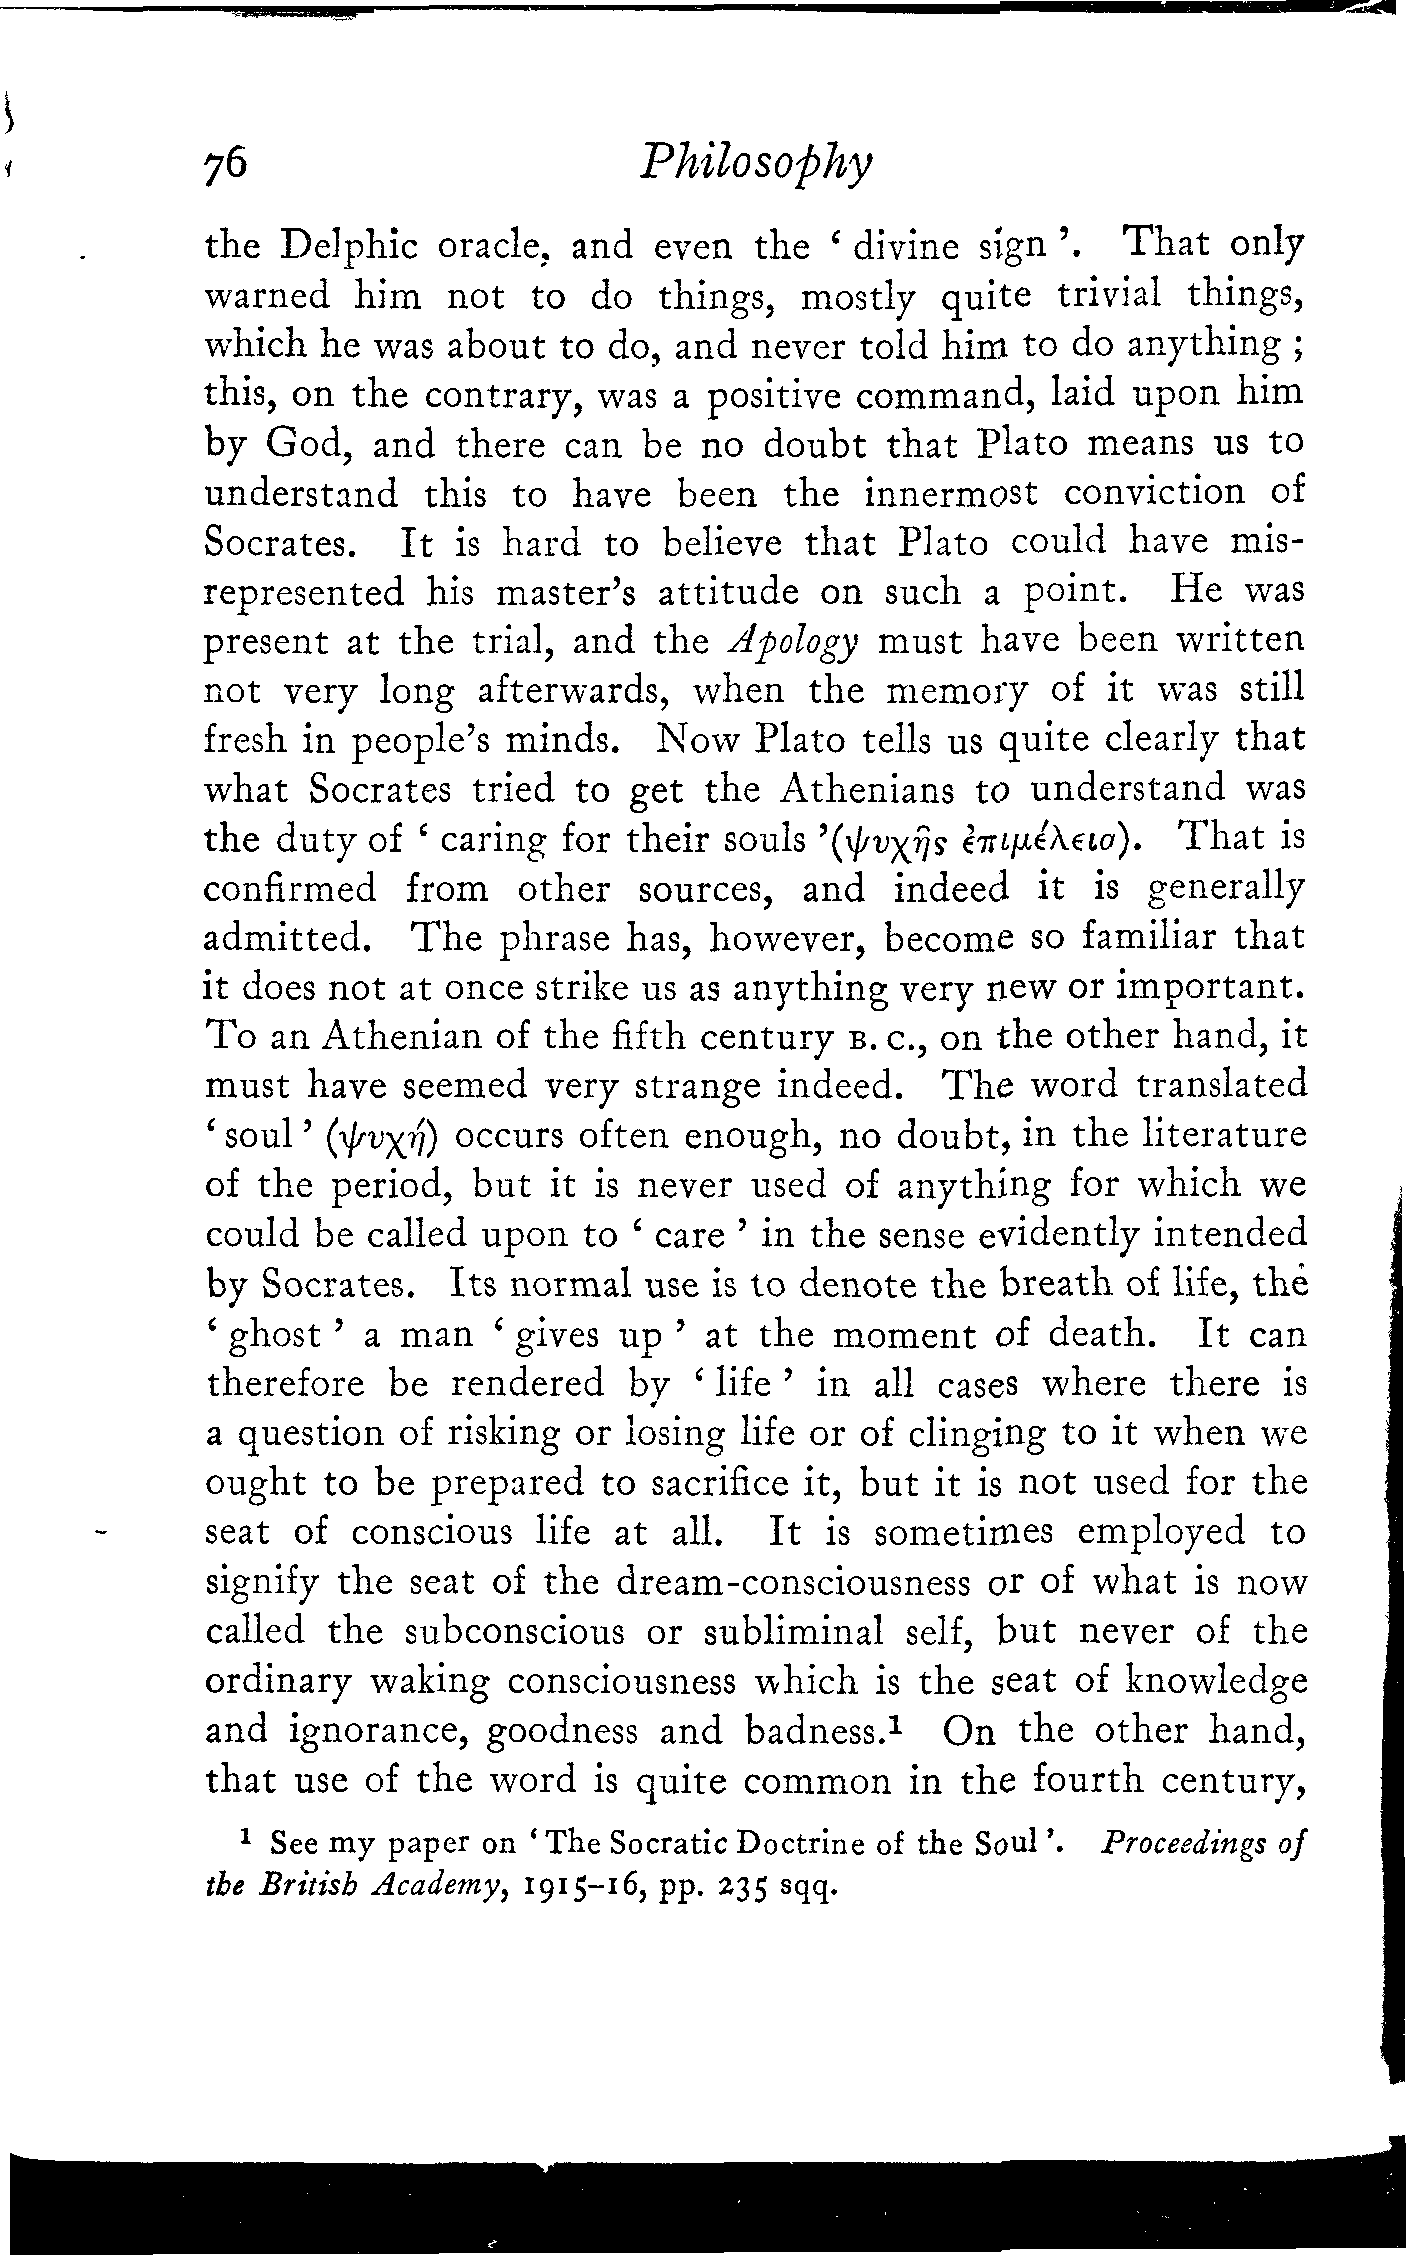 76 Philosophy
the Delphic oracle, and even the ‘ divine sign ’. That only
warned him not to do things, mostly quite trivial things,
which he was about to do, and never told him to do anything ;
this, on the contrary, was a positive command, laid upon him
by God, and there can be no doubt that Plato means us to
understand this to have been the innermost conviction of
Socrates. It is hard to believe that Plato could have mis-
represented his master’s attitude on such a point. He was
present at the trial, and the Apology must have been written
not very long afterwards, when the memory of it was still
fresh in people’s minds. Now Plato tells us quite clearly that
what Socrates tried to get the Athenians to understand was
the duty of ‘ caring for their souls ’(ψυχῆς ἐπιμέλειο). That is
confirmed from other sources, and indeed it is generally
admitted. The phrase has, however, become so familiar that
it does not at once strike us as anything very new or important.
To an Athenian of the fifth century B. C., on the other hand, it
must have seemed very strange indeed. The word translated
‘ soul ’ (ψυχή) occurs often enough, no doubt, in the literature
of the period, but it is never used of anything for which we
could be called upon to ‘ care ’ in the sense evidently intended
by Socrates. Its normal use is to denote the breath of life, the
‘ ghost ’ a man ‘ gives up ’ at the moment of death. It can
therefore be rendered by ‘ life ’ in all cases where there is
a question of risking or losing life or of clinging to it when we
ought to be prepared to sacrifice it, but it is not used for the
seat of conscious life at all. It is sometimes employed to
signify the seat of the dream-consciousness or of what is now
called the subconscious or subliminal self, but never of the
ordinary waking consciousness which is the seat of knowledge
and ignorance, goodness and badness.¹ On the other hand,
that use of the word is quite common in the fourth century,
¹ See my paper on ‘ The Socratic Doctrine of the Soul ’. Proceedings of
the British Academy, 1915–16, pp. 235 sqq.